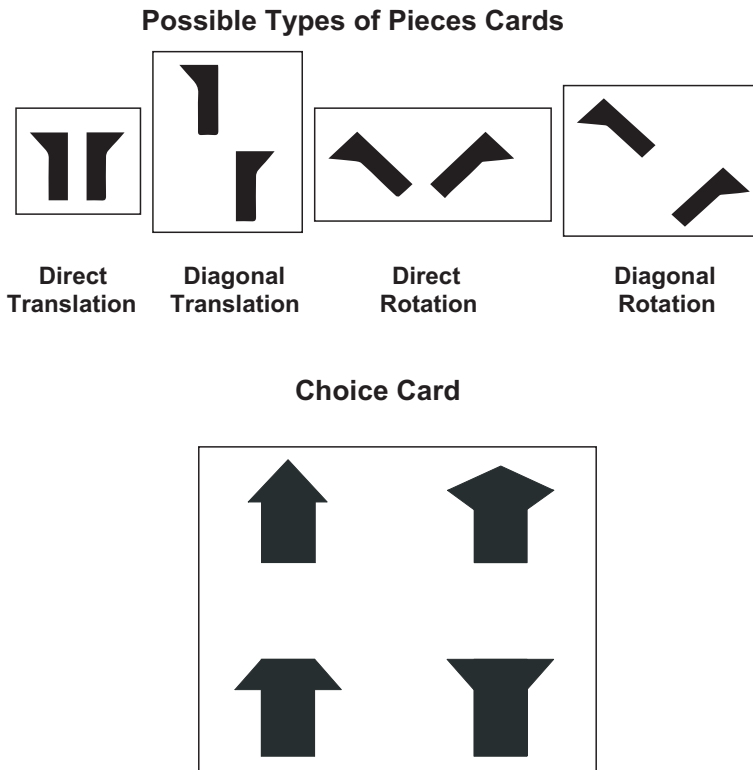 Possible Types of Pieces Cards
Direct
Translation
Diagonal
Translation
Direct
Rotation
Diagonal
Rotation
Choice Card